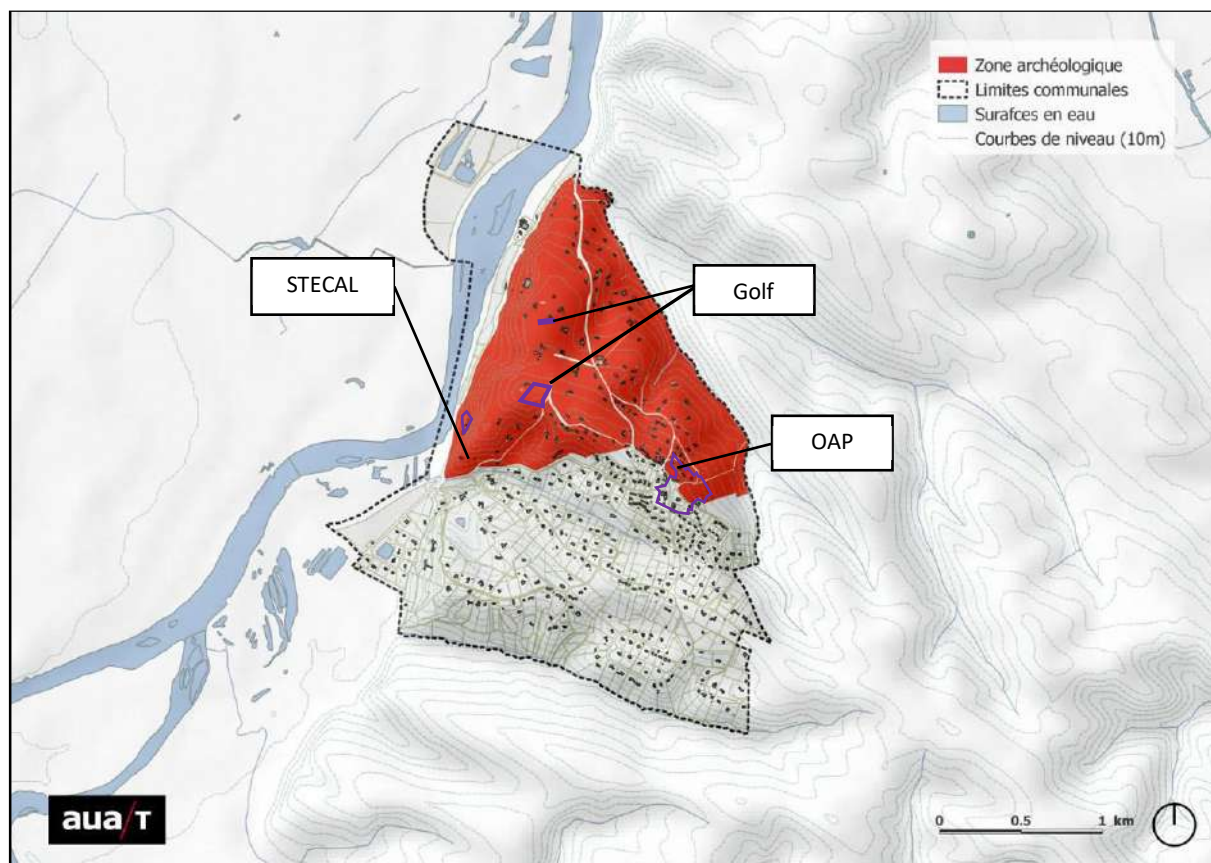 Zone archéologique
Limites communales
Surafces en eau
Courbes de niveau (10m)
STECAL
Golf
OAP
aua/T
0 0.5 1 km